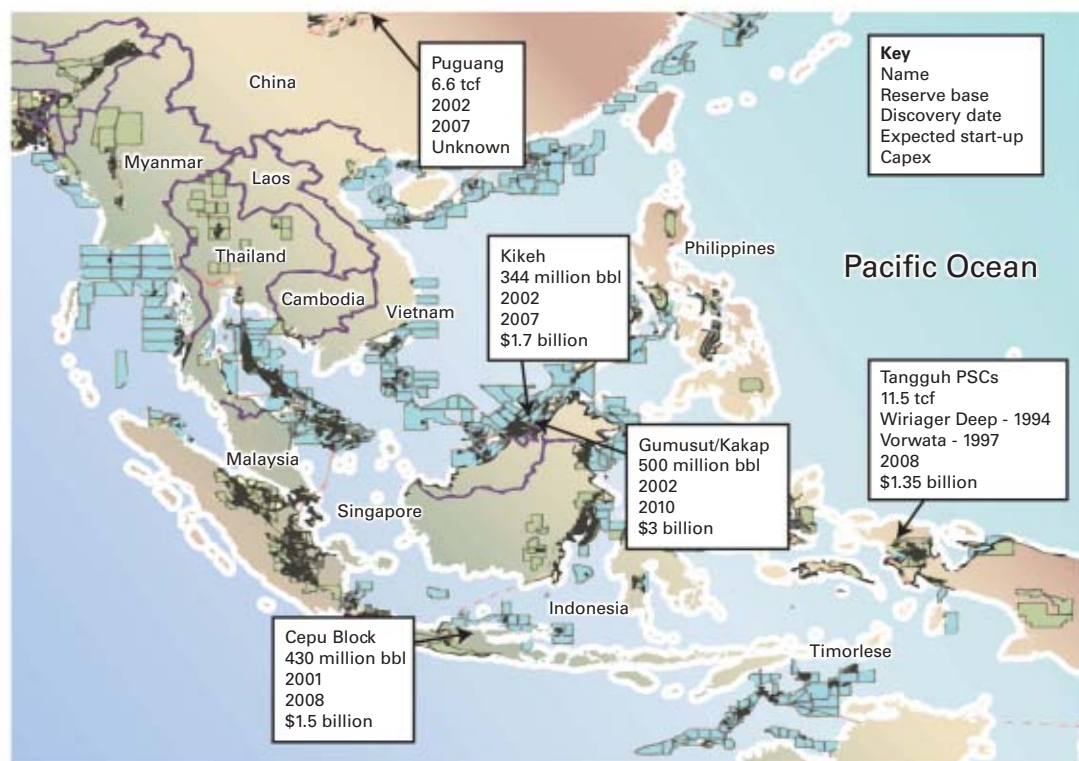 China
Puguang
6.6 tcf
2002
2007
Unknown
Key
Name
Reserve base
Discovery date
Expected start-up
Capex
Myanmar
Laos
Thailand
Cambodia
Vietnam
Kikeh
344 million bbl
2002
2007
$1.7 billion
Philippines
Pacific Ocean
Tangguh PSCs
11.5 tcf
Wiriager Deep - 1994
Vorwata - 1997
2008
$1.35 billion
Gumusut/Kakap
500 million bbl
2002
2010
$3 billion
Malaysia
Singapore
Indonesia
Cepu Block
430 million bbl
2001
2008
$1.5 billion
Timorlese